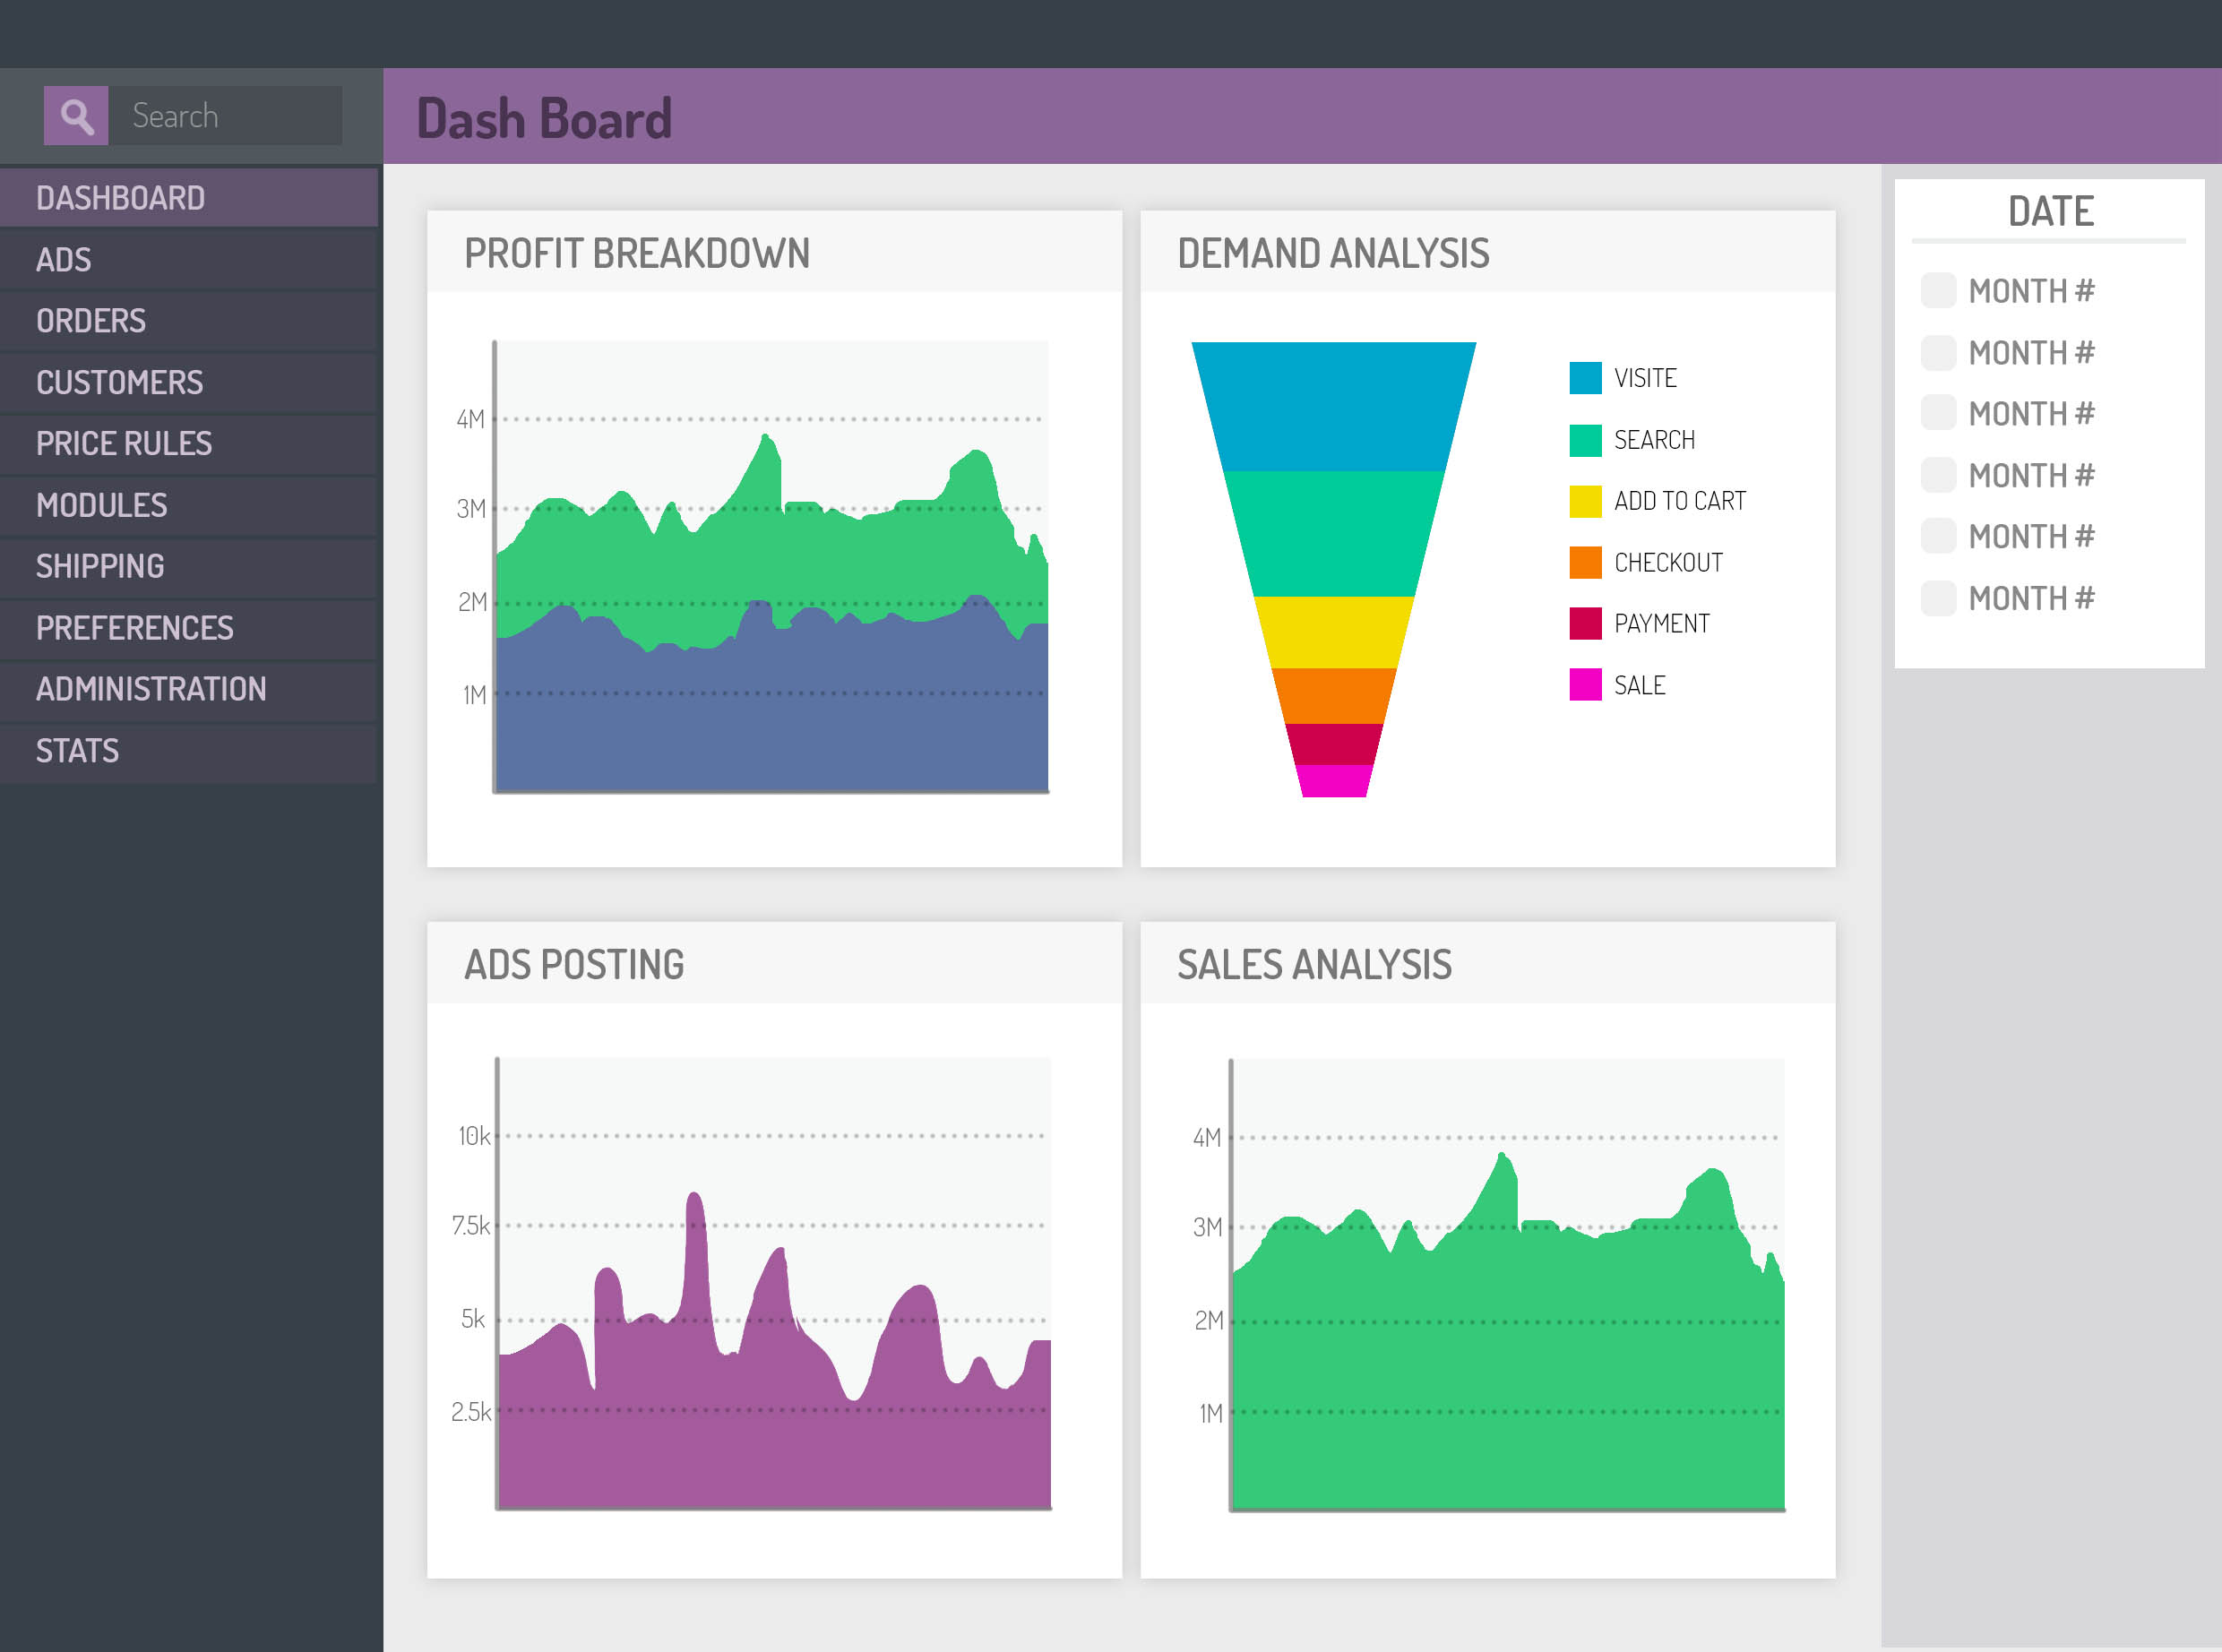 Search
Dash Board
DASHBOARD
ADS
ORDERS
CUSTOMERS
PRICE RULES
MODULES
SHIPPING
PREFERENCES
ADMINISTRATION
STATS
PROFIT BREAKDOWN
4M
3M
2M
1M
DEMAND ANALYSIS
VISITE
SEARCH
ADD TO CART
CHECKOUT
PAYMENT
SALE
ADS POSTING
10k
7.5k
5k
2.5k
SALES ANALYSIS
4M
3M
2M
1M
DATE
MONTH #
MONTH #
MONTH #
MONTH #
MONTH #
MONTH #